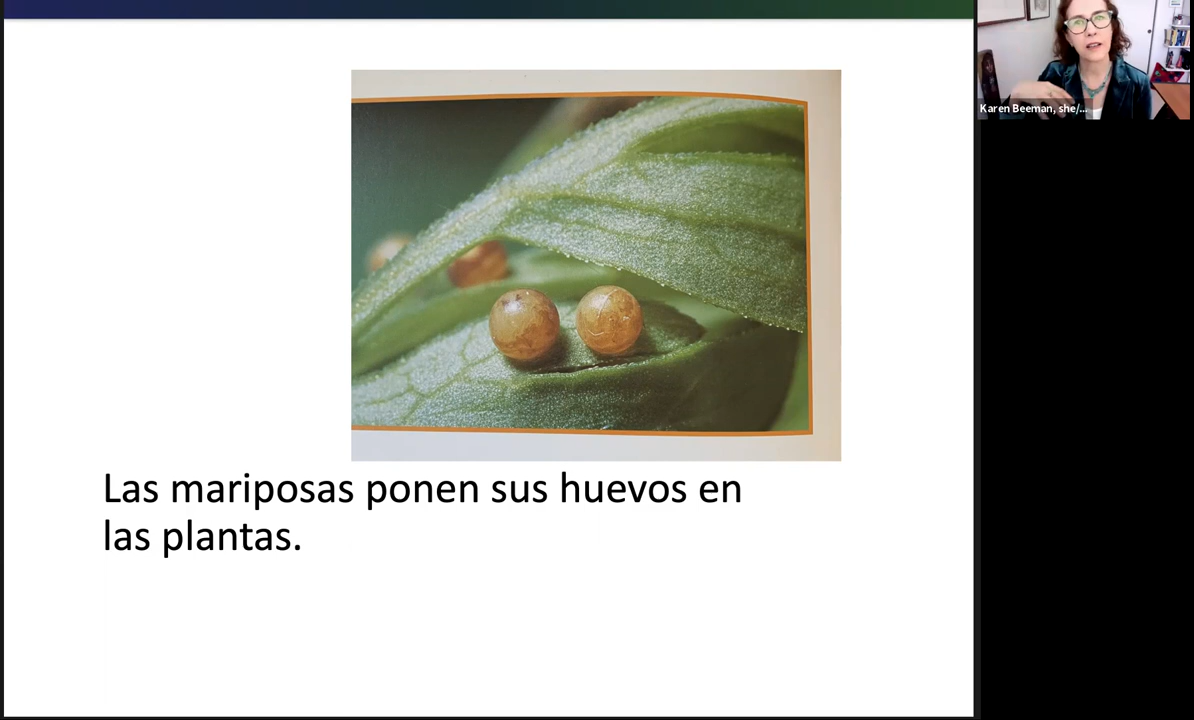 Las mariposas ponen sus huevos en
las plantas.
Karen Beeman, she/...